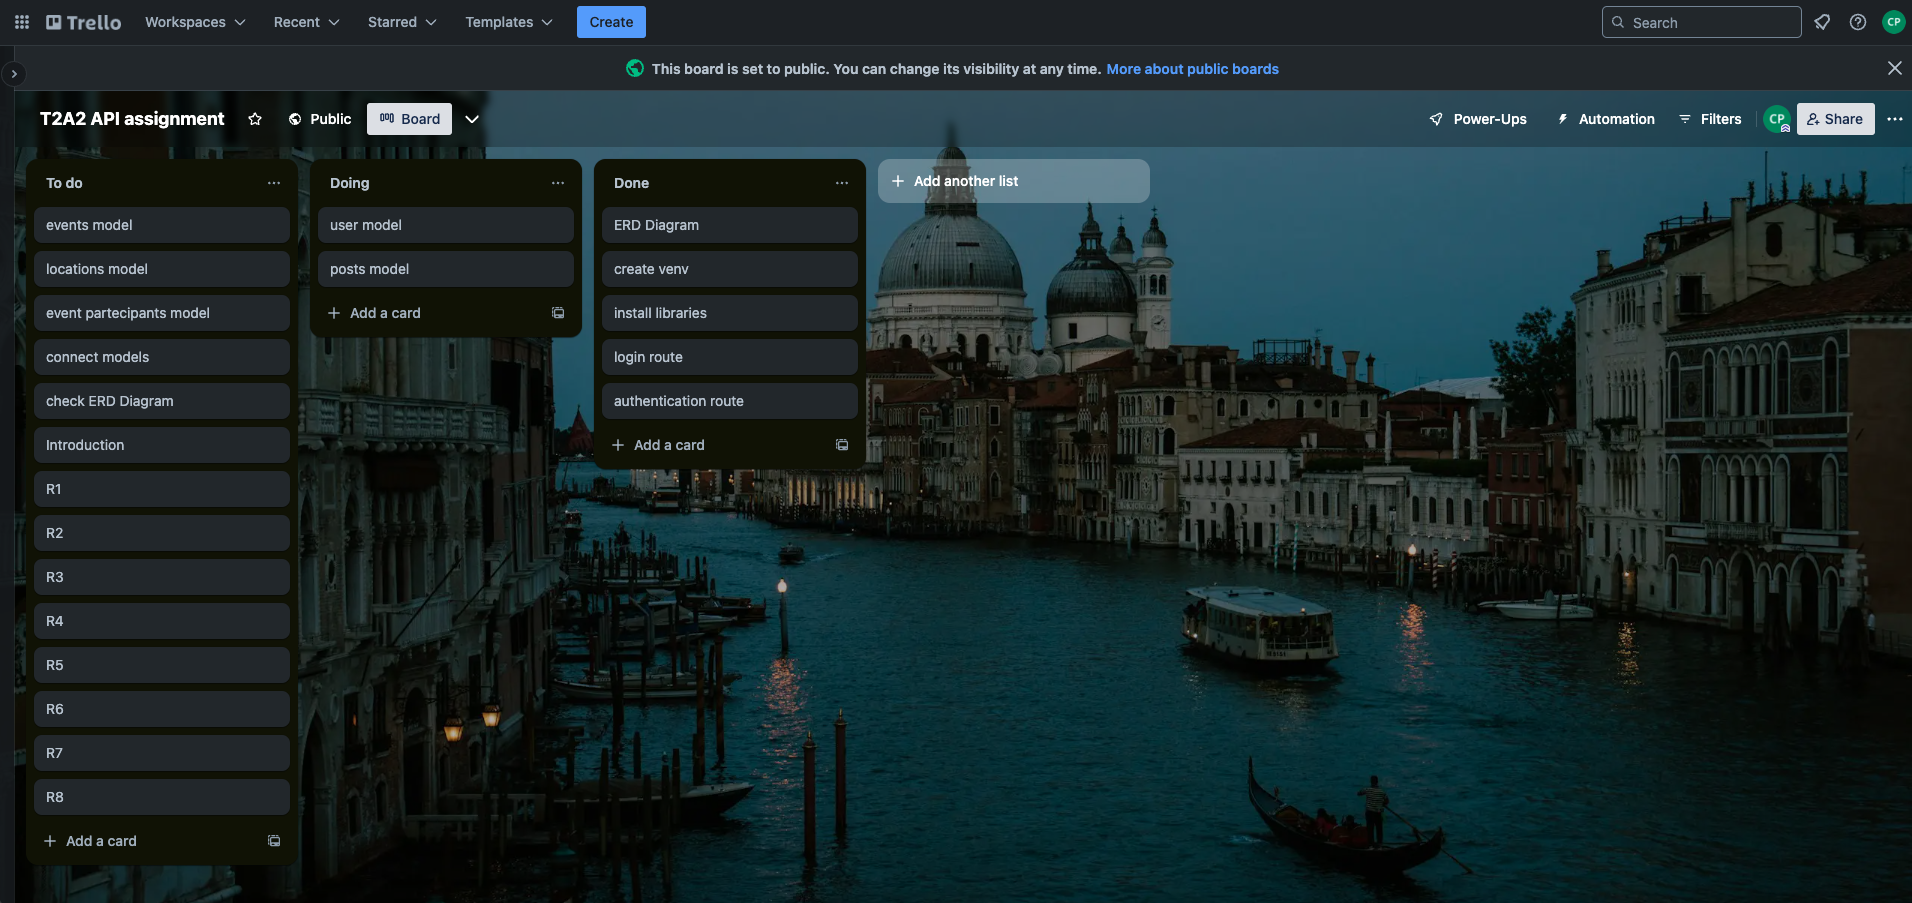 Trello Workspaces Recent Starred Templates Create Search CP
This board is set to public. You can change its visibility at any time. More about public boards
T2A2 API assignment Public Board Power-Ups Automation Filters CP Share
To do
events model
locations model
event partecipants model
connect models
check ERD Diagram
Introduction
R1
R2
R3
R4
R5
R6
R7
R8
Add a card
Doing
user model
posts model
Add a card
Done
ERD Diagram
create venv
install libraries
login route
authentication route
Add a card
Add another list